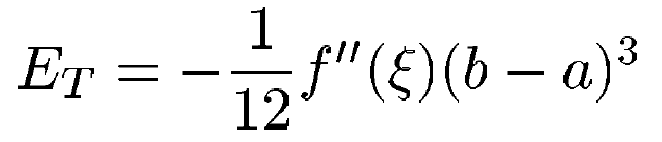 E_T = -\frac{1}{12} f''(\xi)(b-a)^3